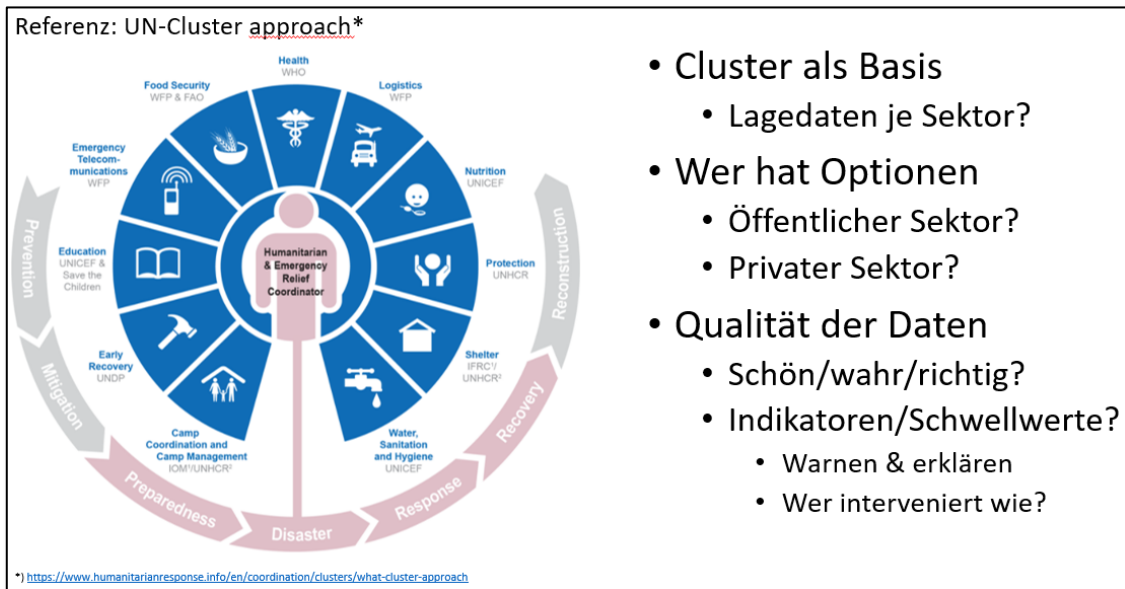 Referenz: UN-Cluster approach*
Health
WHO
Food Security
WFP & FAO
Logistics
WFP
Emergency
Telecom-
munications
WFP
Nutrition
UNICEF
Education
UNICEF &
Save the
Children
Humanitarian
& Emergency
Relief
Coordinator
Protection
UNHCR
Early
Recovery
UNDP
Shelter
IFRC¹/
UNHCR²
Camp
Coordination and
Camp Management
IOM¹/UNHCR²
Water,
Sanitation
and Hygiene
UNICEF
Prevention
Mitigation
Preparedness
Disaster
Response
Recovery
Reconstruction
• Cluster als Basis
• Lagedaten je Sektor?
• Wer hat Optionen
• Öffentlicher Sektor?
• Privater Sektor?
• Qualität der Daten
• Schön/wahr/richtig?
• Indikatoren/Schwellwerte?
• Warnen & erklären
• Wer interveniert wie?
*) https://www.humanitarianresponse.info/en/coordination/clusters/what-cluster-approach